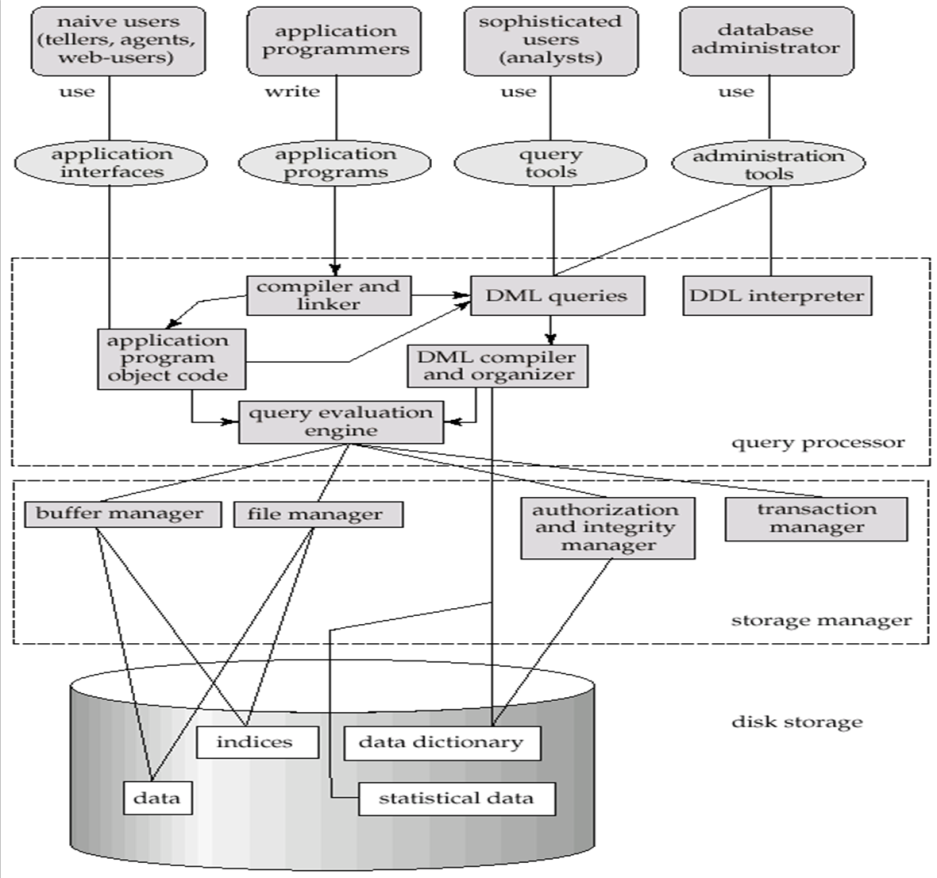 naive users
(tellers, agents,
web-users)
application
programmers
sophisticated
users
(analysts)
database
administrator
use
write
use
use
application
interfaces
application
programs
query
tools
administration
tools
compiler and
linker
DML queries
DDL interpreter
application
program
object code
DML compiler
and organizer
query evaluation
engine
query processor
buffer manager
file manager
authorization
and integrity
manager
transaction
manager
storage manager
disk storage
indices
data dictionary
data
statistical data